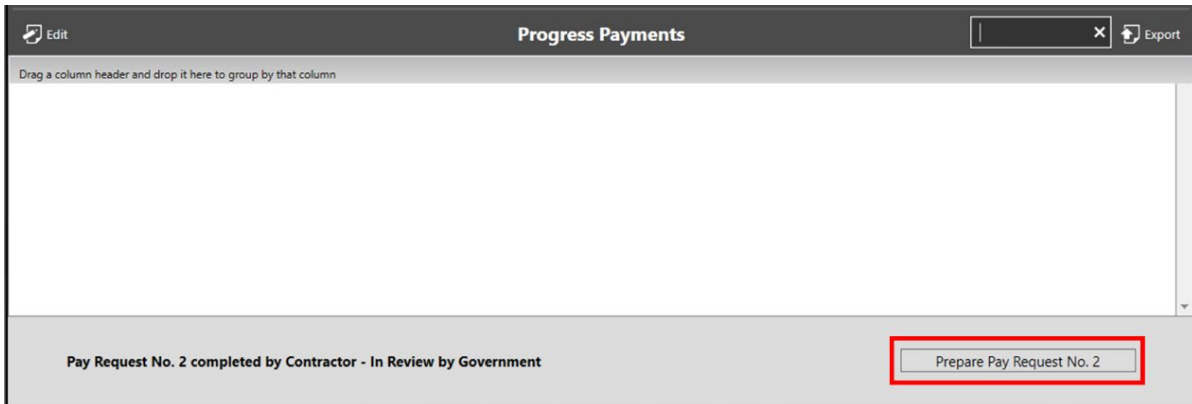 Edit
Progress Payments
Export
Drag a column header and drop it here to group by that column
Pay Request No. 2 completed by Contractor - In Review by Government
Prepare Pay Request No. 2